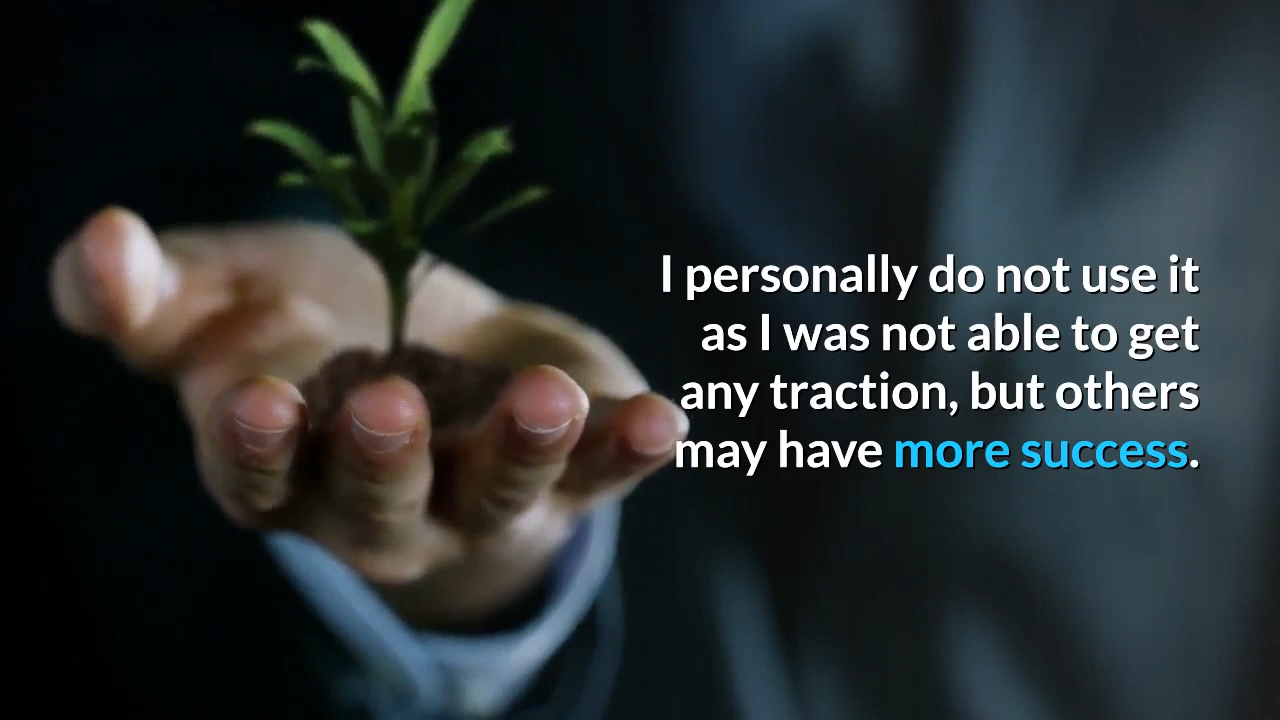 I personally do not use it
as I was not able to get
any traction, but others
may have more success.